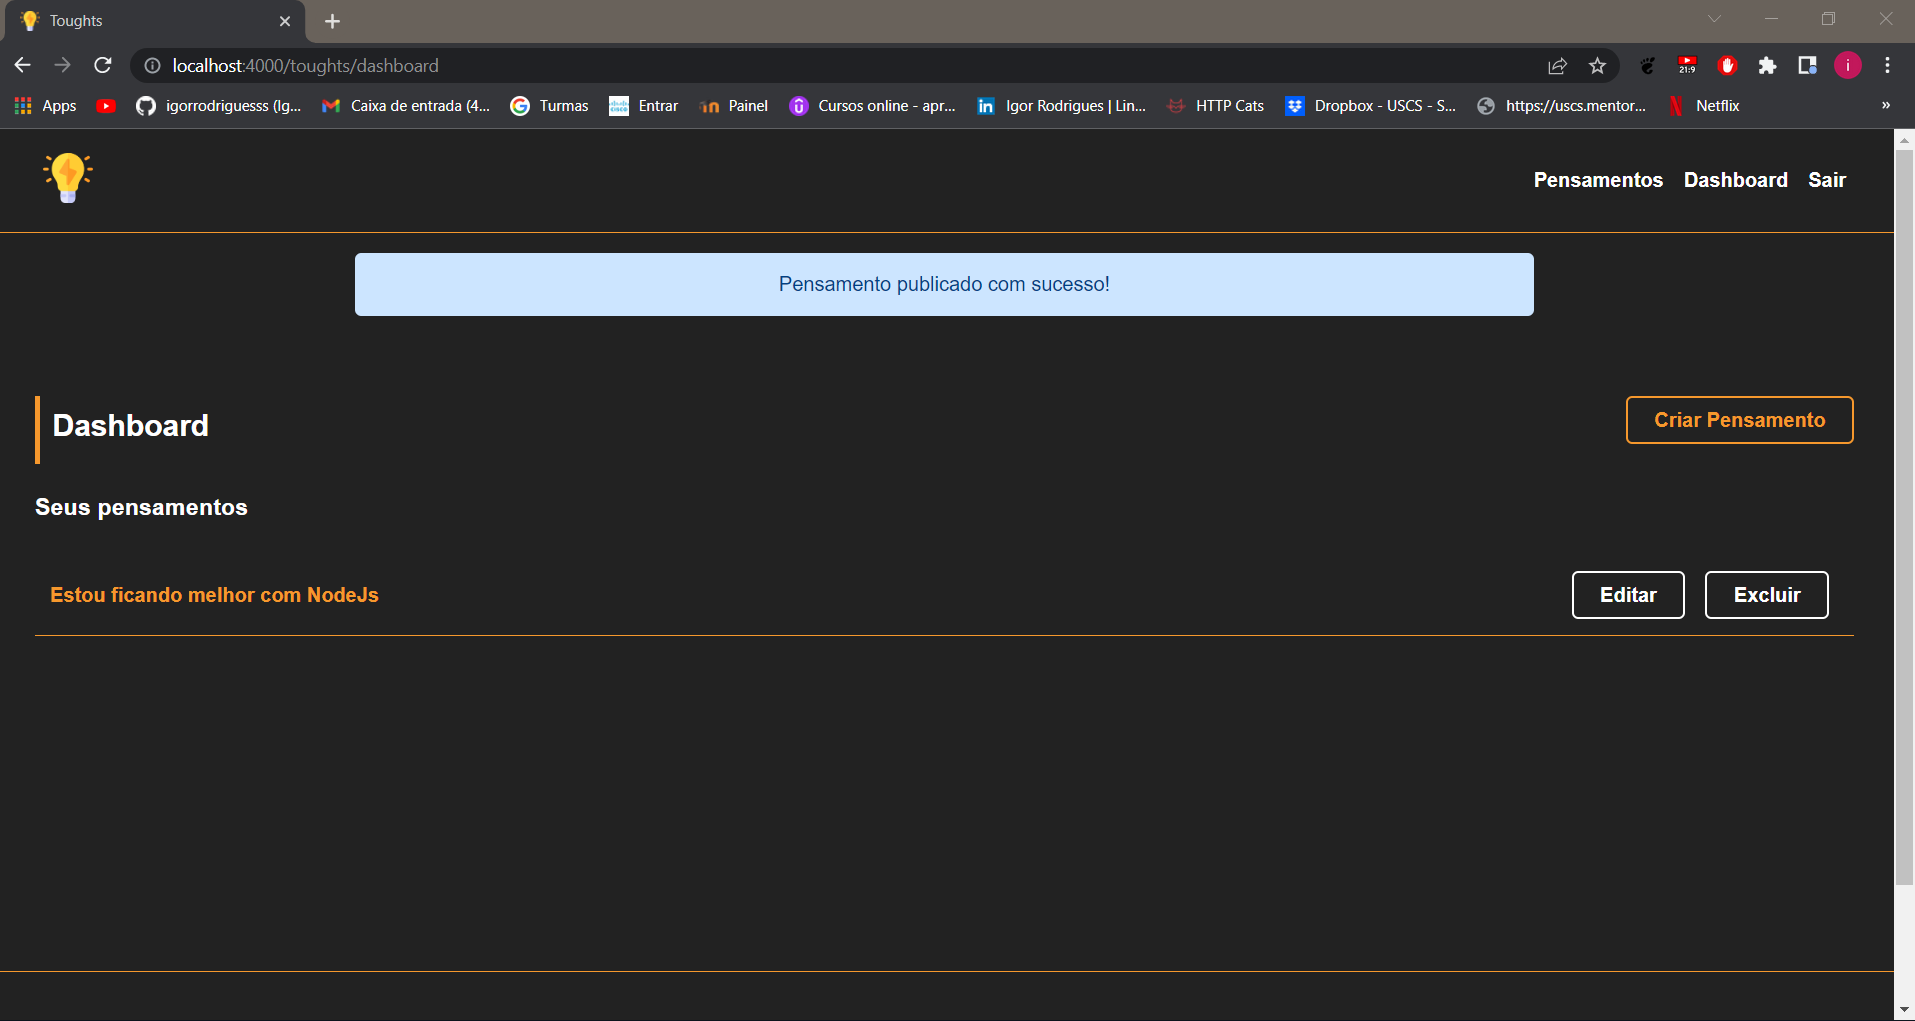 Toughts
localhost:4000/toughts/dashboard
21:9
i
Apps
igorrodriguesss (Ig...
Caixa de entrada (4...
Turmas
Entrar
Painel
Cursos online - apr...
Igor Rodrigues | Lin...
HTTP Cats
Dropbox - USCS - S...
https://uscs.mentor...
Netflix
»
Pensamentos
Dashboard
Sair
Pensamento publicado com sucesso!
Dashboard
Criar Pensamento
Seus pensamentos
Estou ficando melhor com NodeJs
Editar
Excluir